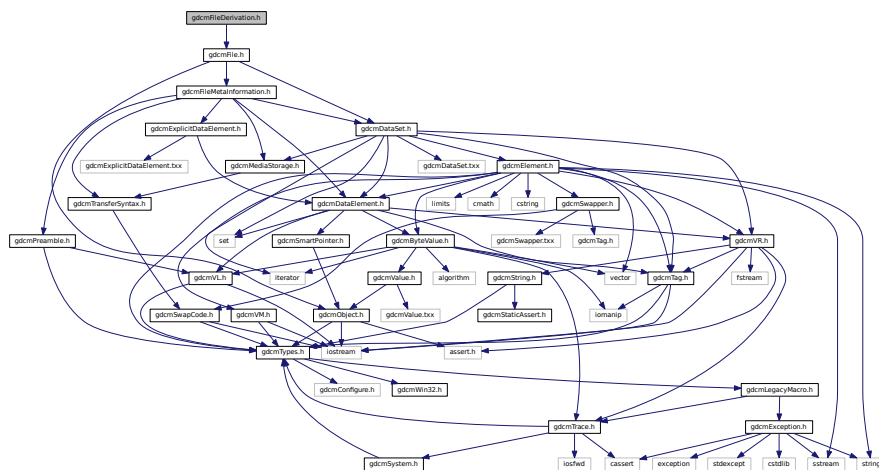 gdcmFileDerivation.h
gdcmFile.h
gdcmFileMetaInformation.h
gdcmExplicitDataElement.h
gdcmDataSet.h
gdcmExplicitDataElement.txx
gdcmMediaStorage.h
gdcmDataSet.txx
gdcmElement.h
gdcmTransferSyntax.h
gdcmDataElement.h
limits
cmath
cstring
gdcmSwapper.h
gdcmPreamble.h
set
gdcmSmartPointer.h
gdcmByteValue.h
gdcmSwapper.txx
gdcmTag.h
gdcmVR.h
gdcmVL.h
iterator
gdcmValue.h
algorithm
gdcmString.h
vector
gdcmTag.h
fstream
gdcmSwapCode.h
gdcmVM.h
gdcmObject.h
gdcmValue.txx
gdcmStaticAssert.h
iomanip
gdcmTypes.h
iostream
assert.h
gdcmConfigure.h
gdcmWin32.h
gdcmLegacyMacro.h
gdcmTrace.h
gdcmException.h
gdcmSystem.h
iosfwd
cassert
exception
stdexcept
cstdlib
sstream
string